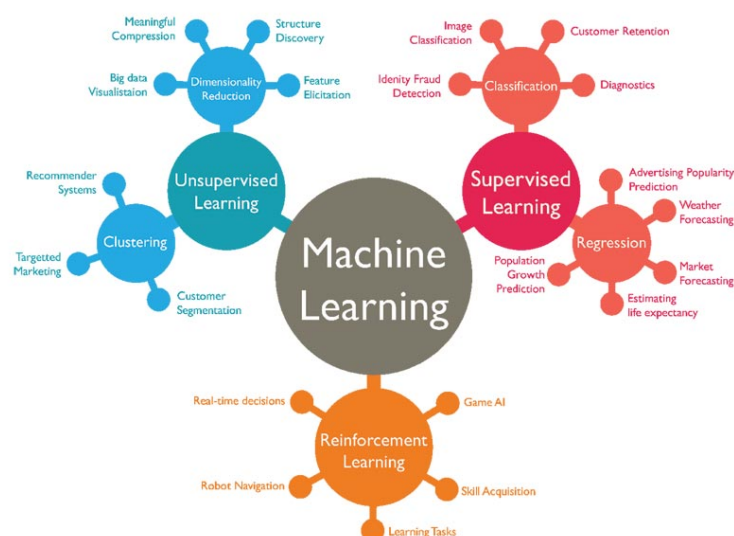 Meaningful
Compression
Structure
Discovery
Big data
Visualistaion
Dimensionality
Reduction
Feature
Elicitation
Image
Classification
Customer Retention
Idenity Fraud
Detection
Classification
Diagnostics
Recommender
Systems
Unsupervised
Learning
Supervised
Learning
Advertising Popularity
Prediction
Weather
Forecasting
Clustering
Machine
Learning
Regression
Targetted
Marketing
Population
Growth
Prediction
Market
Forecasting
Customer
Segmentation
Estimating
life expectancy
Real-time decisions
Game AI
Reinforcement
Learning
Robot Navigation
Skill Acquisition
Learning Tasks